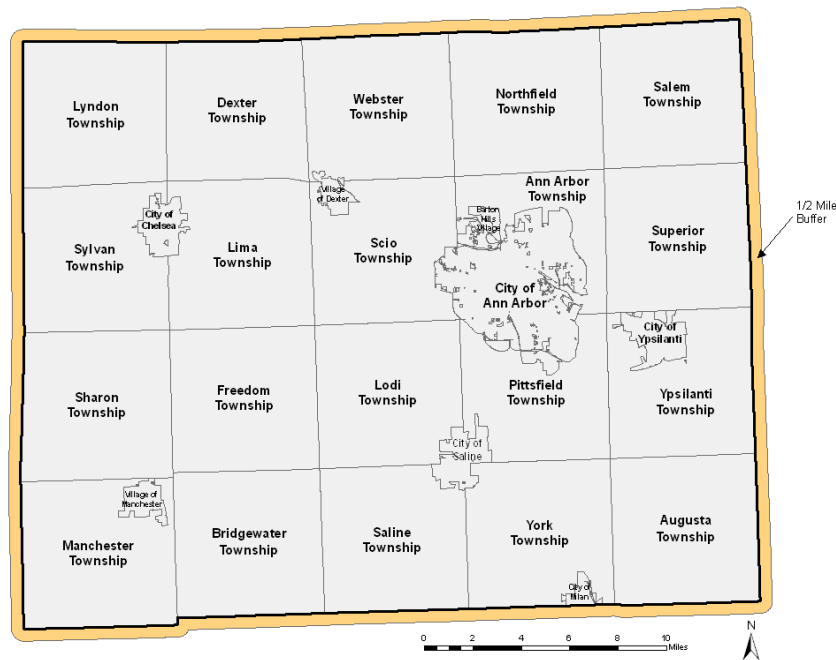 Lyndon
Township
Dexter
Township
Webster
Township
Northfield
Township
Salem
Township
Ann Arbor
Township
Village
of Dexter
City of
Chelsea
Barton
Hills
Village
1/2 Mile
Buffer
Sylvan
Township
Lima
Township
Scio
Township
Superior
Township
City of
Ann Arbor
City of
Ypsilanti
Sharon
Township
Freedom
Township
Lodi
Township
Pittsfield
Township
Ypsilanti
Township
City of
Saline
Village of
Manchester
Manchester
Township
Bridgewater
Township
Saline
Township
York
Township
Augusta
Township
City of
Milan
0 2 4 6 8 10
Miles
N